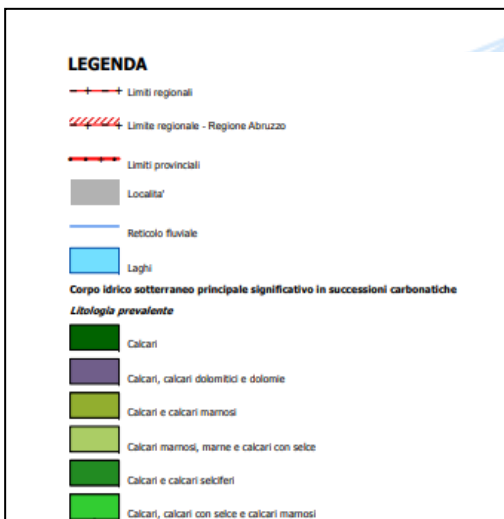 LEGENDA
Limiti regionali
Limite regionale - Regione Abruzzo
Limiti provinciali
Localita'
Reticolo fluviale
Laghi
Corpo idrico sotterraneo principale significativo in successioni carbonatiche
Litologia prevalente
Calcari
Calcari, calcari dolomitici e dolomie
Calcari e calcari marnosi
Calcari marnosi, marne e calcari con selce
Calcari e calcari selciferi
Calcari, calcari con selce e calcari marnosi